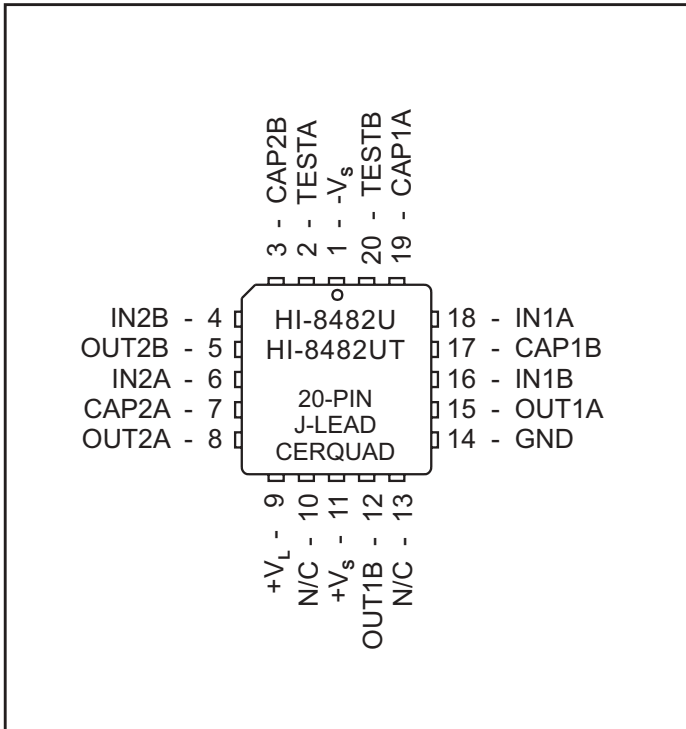 3 - CAP2B
2 - TESTA
1 - -Vs
20 - TESTB
19 - CAP1A
IN2B - 4
OUT2B - 5
IN2A - 6
CAP2A - 7
OUT2A - 8
HI-8482U
HI-8482UT
20-PIN
J-LEAD
CERQUAD
18 - IN1A
17 - CAP1B
16 - IN1B
15 - OUT1A
14 - GND
+VL - 9
N/C - 10
+Vs - 11
OUT1B - 12
N/C - 13